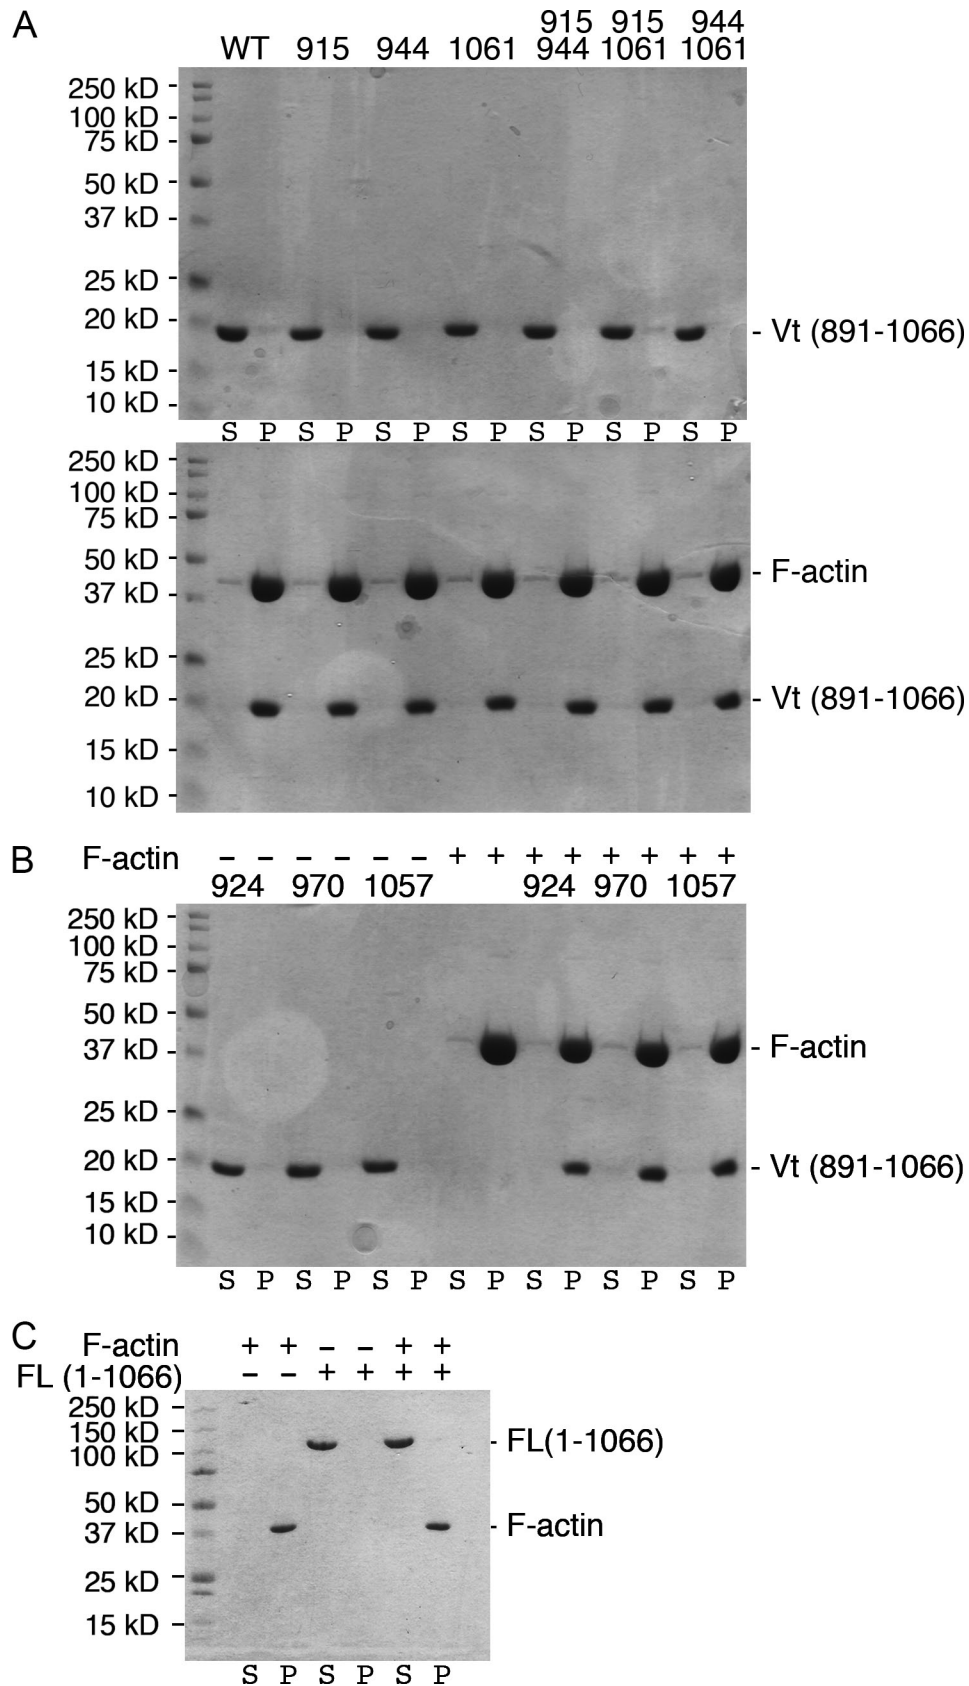 A
915 915 944
WT 915 944 1061 944 1061 1061
250 kD
100 kD
75 kD
50 kD
37 kD
25 kD
20 kD
- Vt (891-1066)
15 kD
10 kD
S P S P S P S P S P S P S P
250 kD
100 kD
75 kD
50 kD
- F-actin
37 kD
25 kD
20 kD
- Vt (891-1066)
15 kD
10 kD
B
F-actin – – – – – – + + + + + + + +
924 970 1057 924 970 1057
250 kD
100 kD
75 kD
50 kD
37 kD
- F-actin
25 kD
20 kD
- Vt (891-1066)
15 kD
10 kD
S P S P S P S P S P S P S P
C
F-actin + + – – + +
FL (1-1066) – – + + + +
250 kD
150 kD
- FL(1-1066)
100 kD
50 kD
- F-actin
37 kD
25 kD
15 kD
S P S P S P